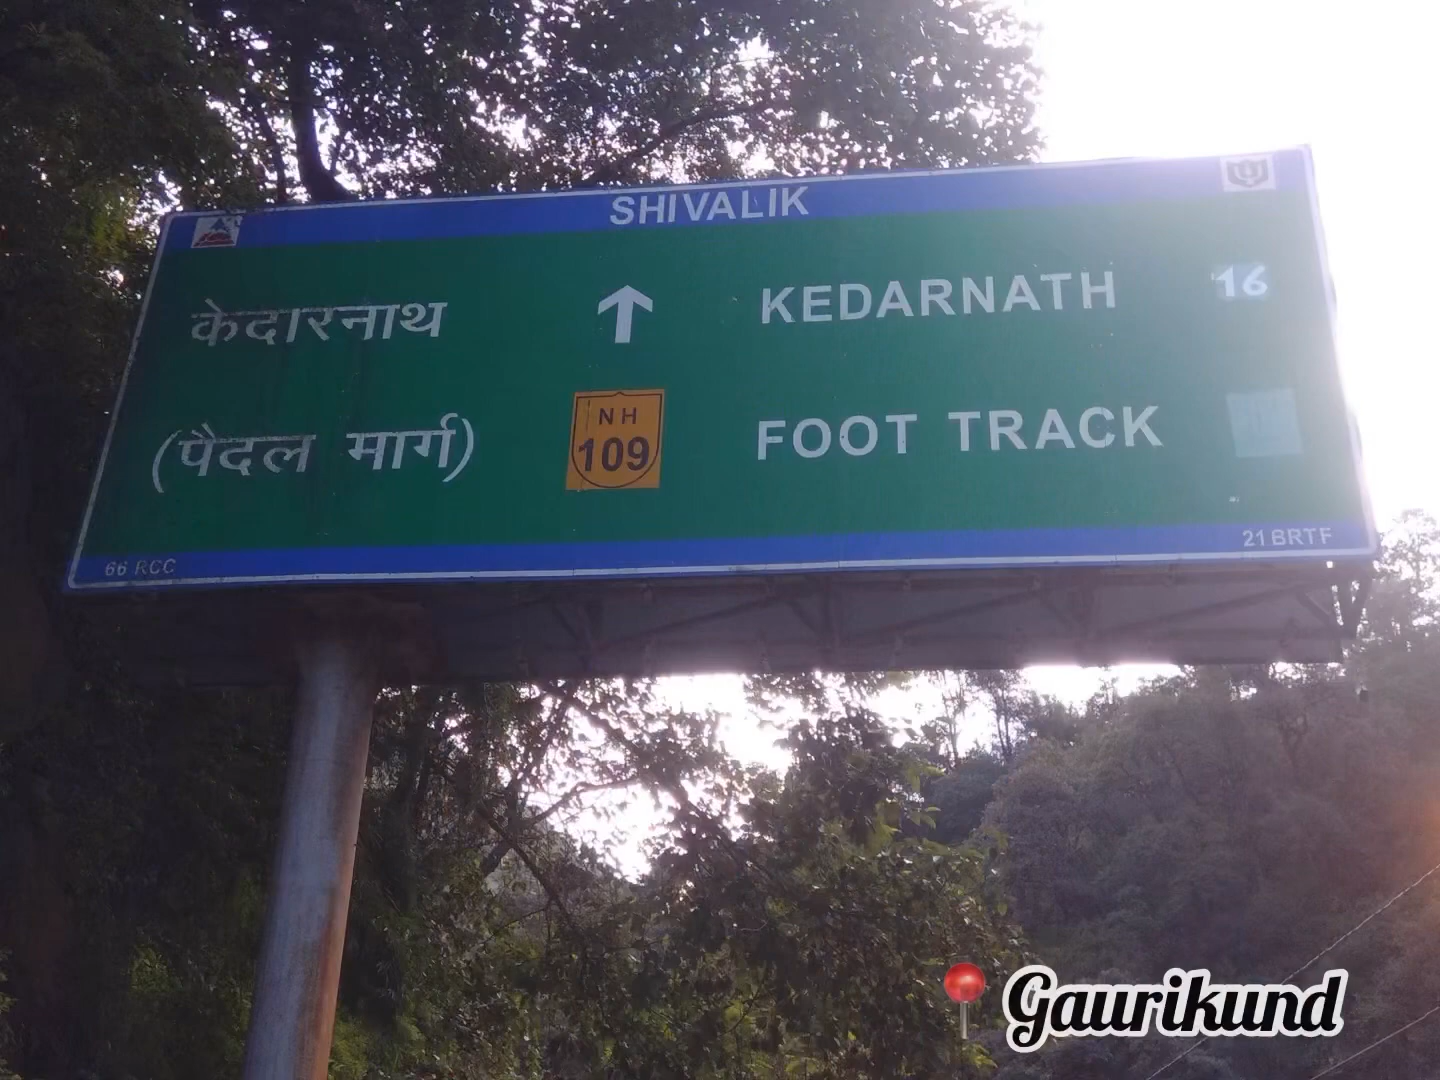 SHIVALIK
केदारनाथ ↑ KEDARNATH 16
(पैदल मार्ग) NH 109 FOOT TRACK
66 RCC 21 BRTF
Gaurikund